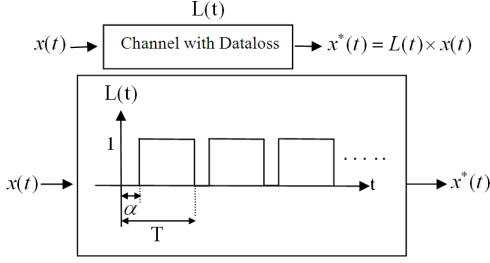 L(t)
x(t) Channel with Dataloss x*(t) = L(t)×x(t)
L(t)
1
.....
x(t) t x*(t)
α
T